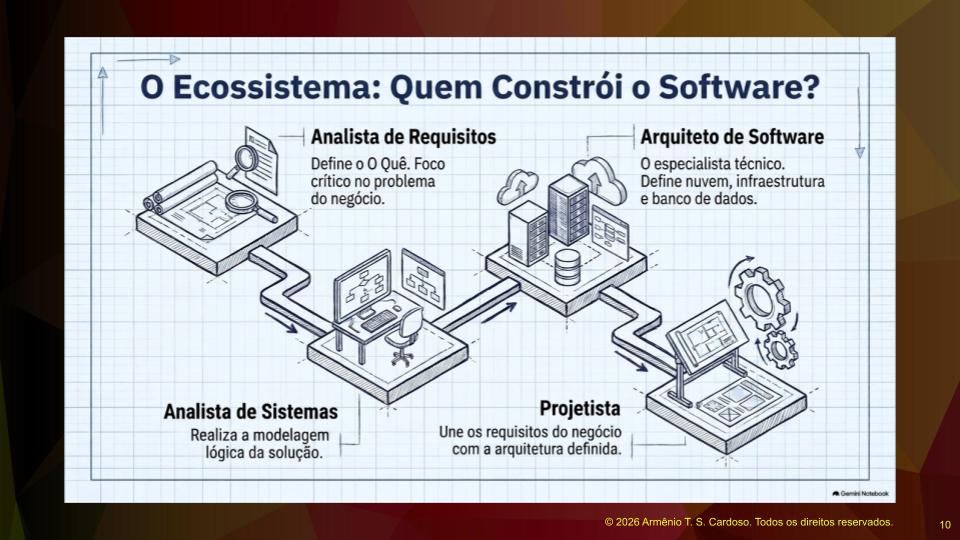 O Ecossistema: Quem Constrói o Software?
Analista de Requisitos
Define o O Quê. Foco
crítico no problema
do negócio.
Arquiteto de Software
O especialista técnico.
Define nuvem, infraestrutura
e banco de dados.
Analista de Sistemas
Realiza a modelagem
lógica da solução.
Projetista
Une os requisitos do negócio
com a arquitetura definida.
Gemini Notebook
© 2026 Armênio T. S. Cardoso. Todos os direitos reservados.
10